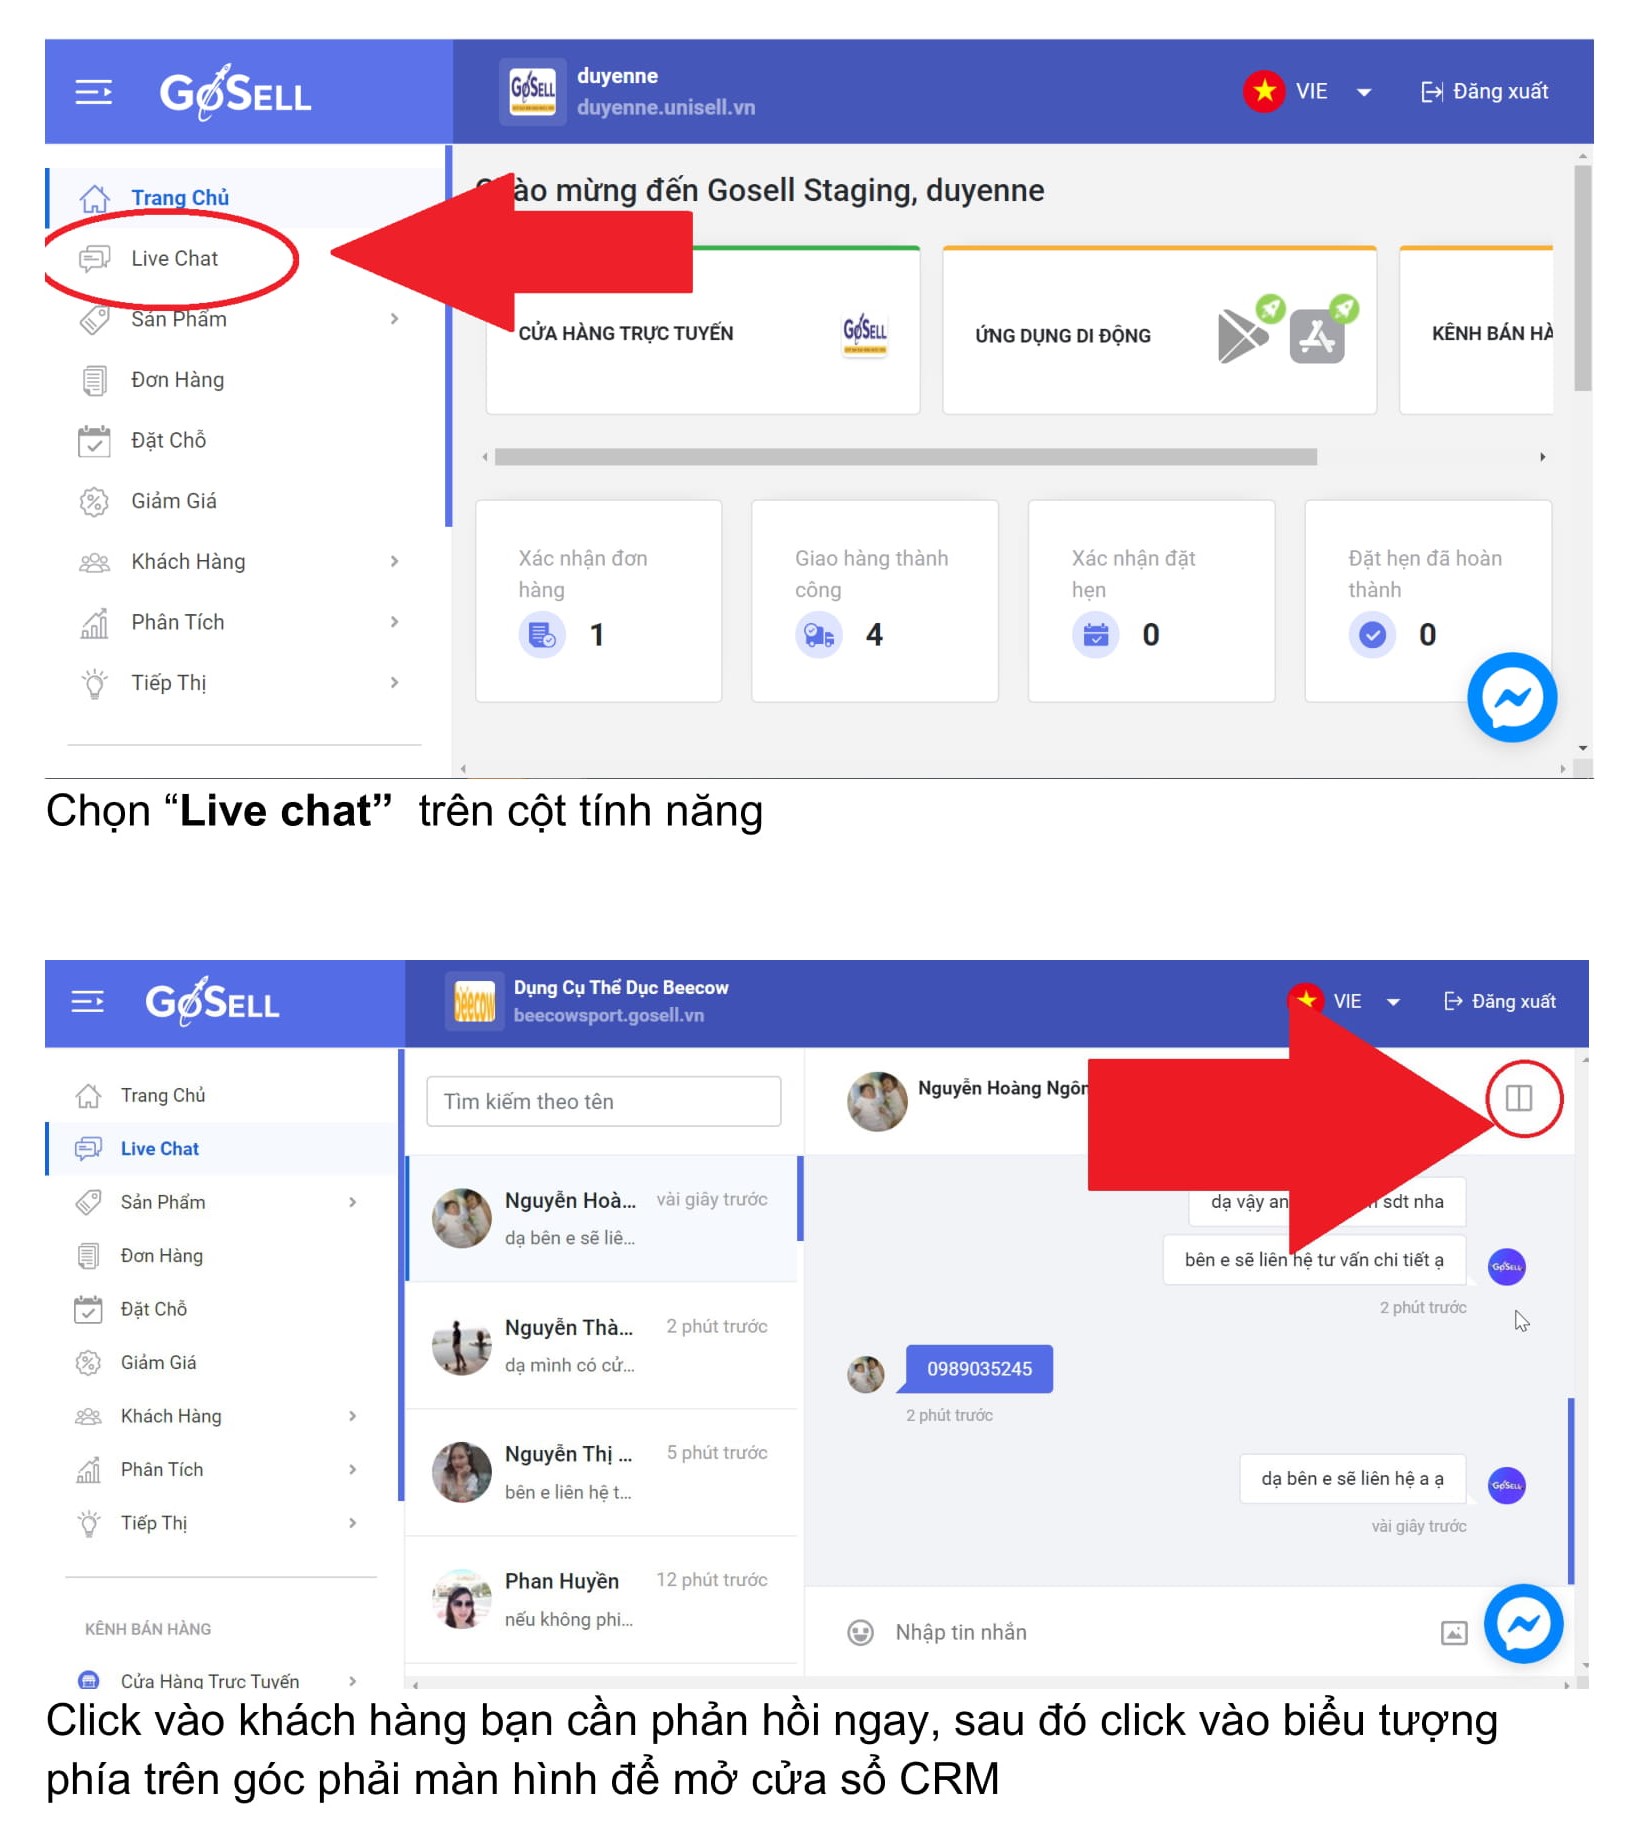 GoSELL
duyenne
duyenne.unisell.vn
VIE
Đăng xuất
Trang Chủ
Live Chat
Sản Phẩm
Đơn Hàng
Đặt Chỗ
Giảm Giá
Khách Hàng
Phân Tích
Tiếp Thị
ào mừng đến Gosell Staging, duyenne
CỬA HÀNG TRỰC TUYẾN
GoSELL
ỨNG DỤNG DI ĐỘNG
KÊNH BÁN HÀ
Xác nhận đơn
hàng
1
Giao hàng thành
công
4
Xác nhận đặt
hẹn
0
Đặt hẹn đã hoàn
thành
0
Chọn “Live chat” trên cột tính năng
GoSELL
beecow
Dụng Cụ Thể Dục Beecow
beecowsport.gosell.vn
VIE
Đăng xuất
Trang Chủ
Live Chat
Sản Phẩm
Đơn Hàng
Đặt Chỗ
Giảm Giá
Khách Hàng
Phân Tích
Tiếp Thị
KÊNH BÁN HÀNG
Cửa Hàng Trực Tuyến
Tìm kiếm theo tên
Nguyễn Hoà... vài giây trước
dạ bên e sẽ liê...
Nguyễn Thà... 2 phút trước
dạ mình có cử...
Nguyễn Thị ... 5 phút trước
bên e liên hệ t...
Phan Huyền 12 phút trước
nếu không phi...
Nguyễn Hoàng Ngôn
dạ vậy an sdt nha
bên e sẽ liên hệ tư vấn chi tiết ạ
GoSELL
2 phút trước
0989035245
2 phút trước
dạ bên e sẽ liên hệ a ạ
GoSELL
vài giây trước
Nhập tin nhắn
Click vào khách hàng bạn cần phản hồi ngay, sau đó click vào biểu tượng
phía trên góc phải màn hình để mở cửa sổ CRM